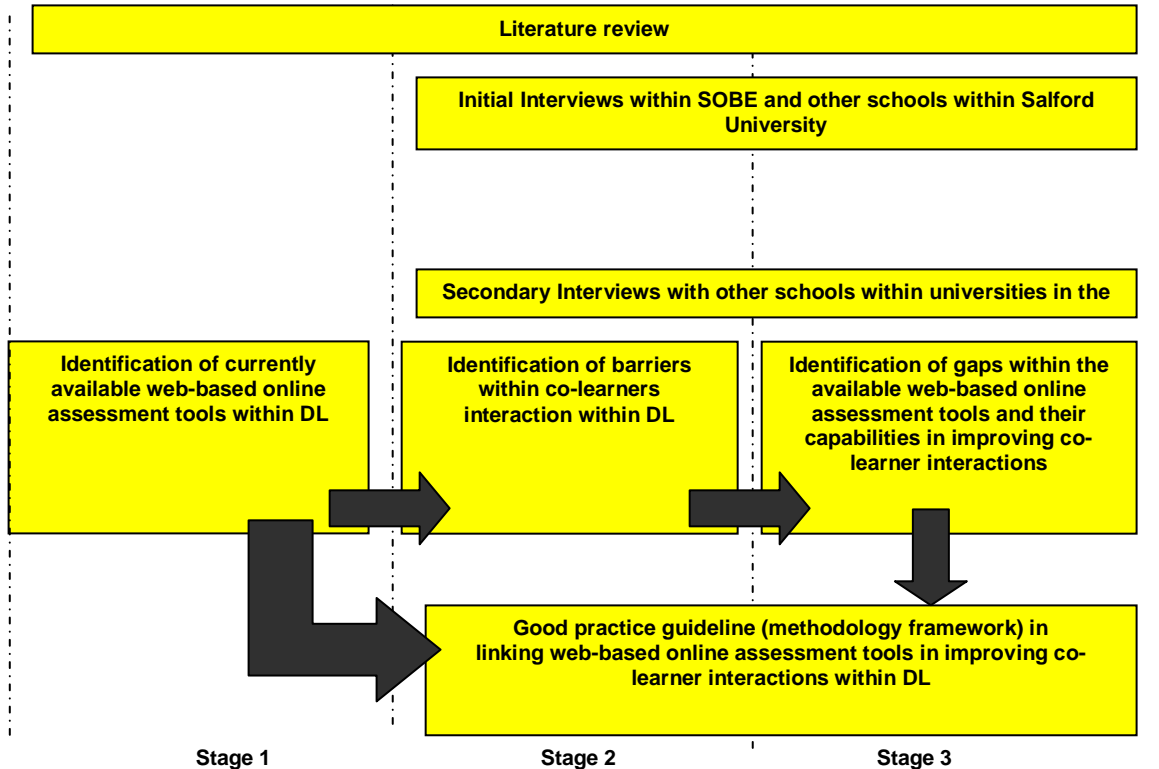 Literature review
Initial Interviews within SOBE and other schools within Salford
University
Secondary Interviews with other schools within universities in the
Identification of currently
available web-based online
assessment tools within DL
Identification of barriers
within co-learners
interaction within DL
Identification of gaps within the
available web-based online
assessment tools and their
capabilities in improving co-
learner interactions
Good practice guideline (methodology framework) in
linking web-based online assessment tools in improving co-
learner interactions within DL
Stage 1
Stage 2
Stage 3